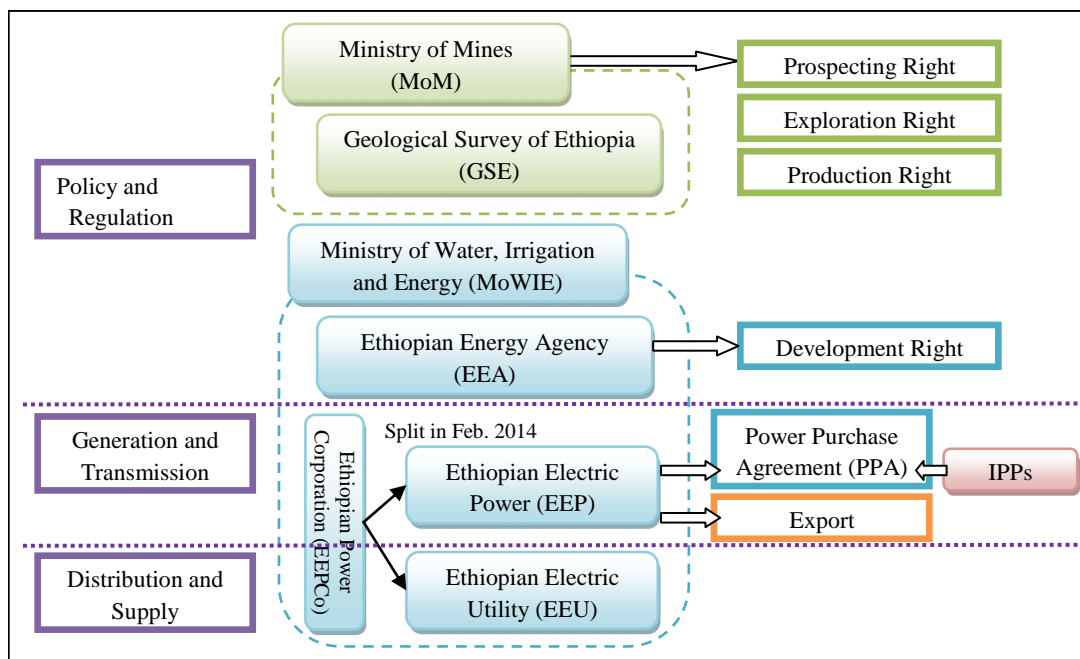 Ministry of Mines
(MoM)
Prospecting Right
Exploration Right
Geological Survey of Ethiopia
(GSE)
Production Right
Policy and
Regulation
Ministry of Water, Irrigation
and Energy (MoWIE)
Ethiopian Energy Agency
(EEA)
Development Right
Generation and
Transmission
Ethiopian Power
Corporation (EEPCo)
Split in Feb. 2014
Ethiopian Electric
Power (EEP)
Power Purchase
Agreement (PPA)
IPPs
Export
Distribution and
Supply
Ethiopian Electric
Utility (EEU)